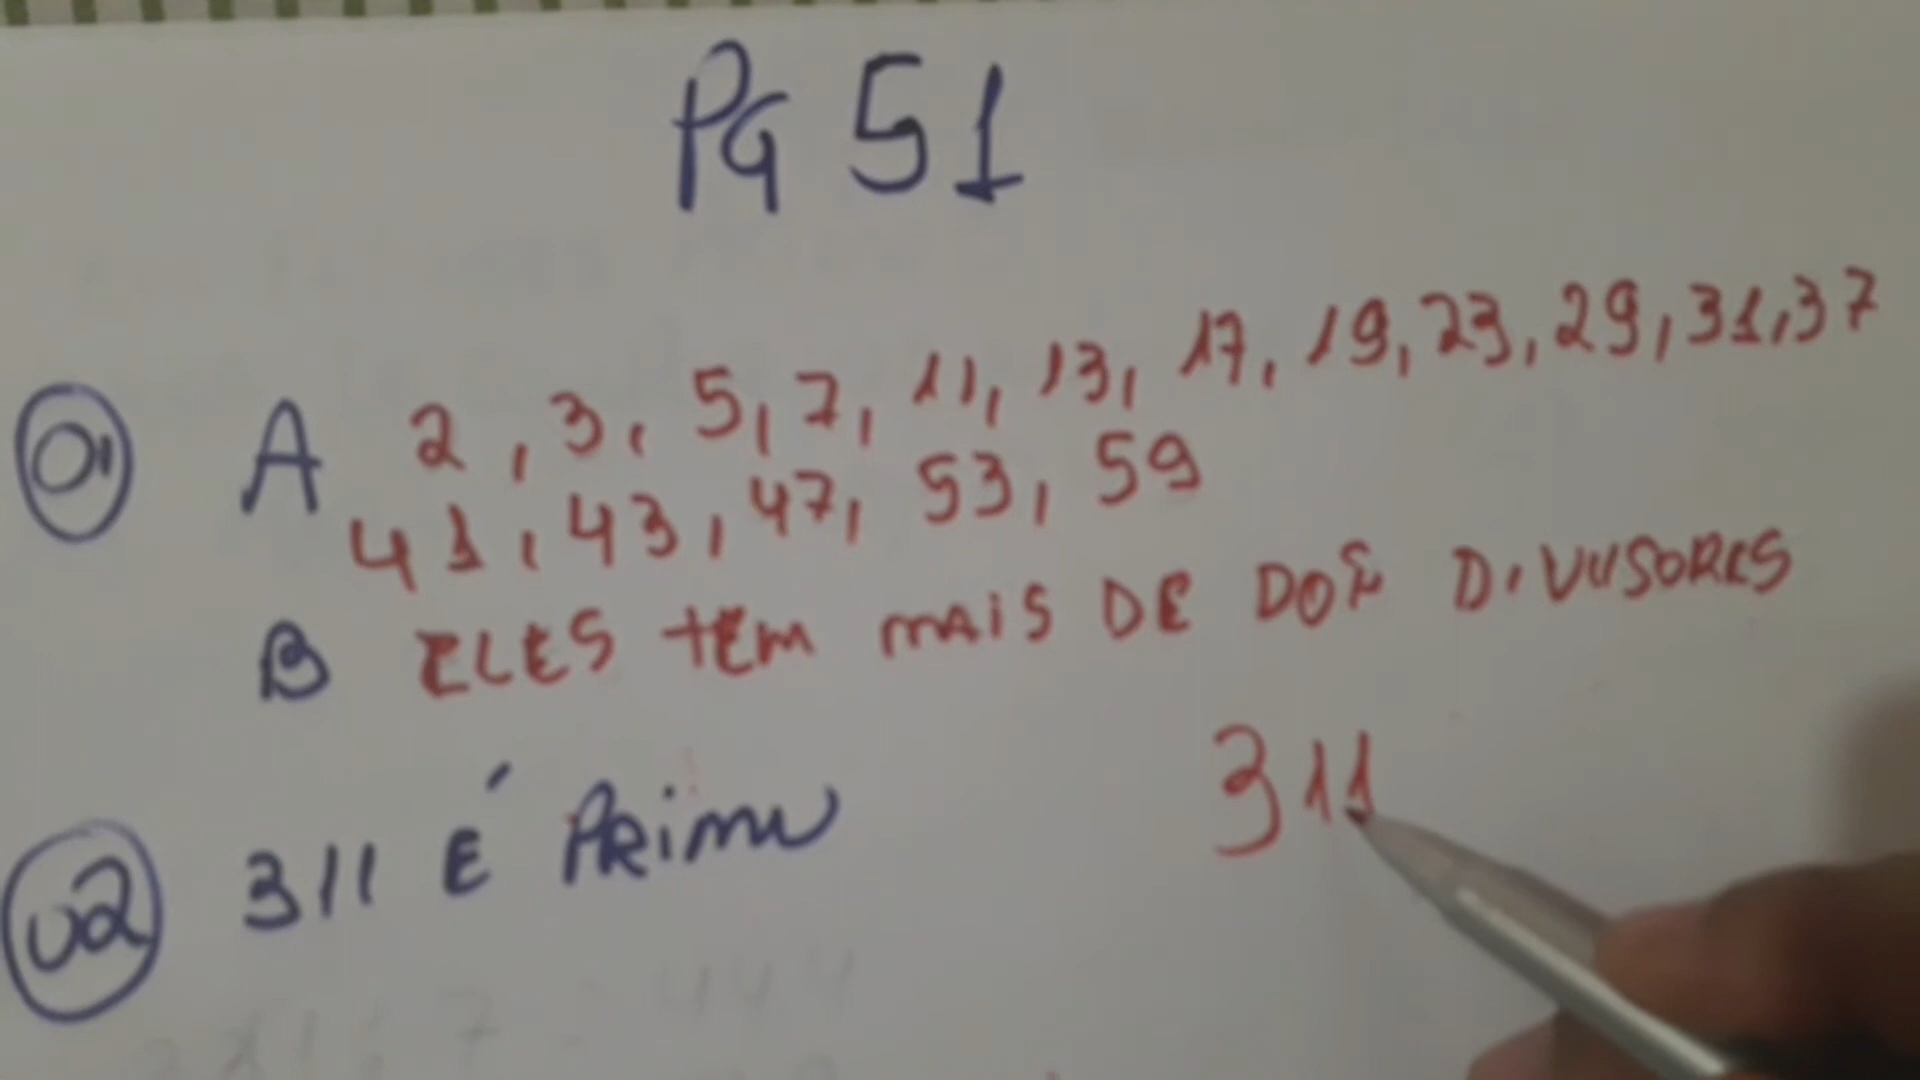 PG 51
01 A 2, 3, 5, 7, 11, 13, 17, 19, 23, 29, 31, 37
41, 43, 47, 53, 59
B ELES TEM MAIS DE DOIS DIVISORES
311
02 311 É PRIMO